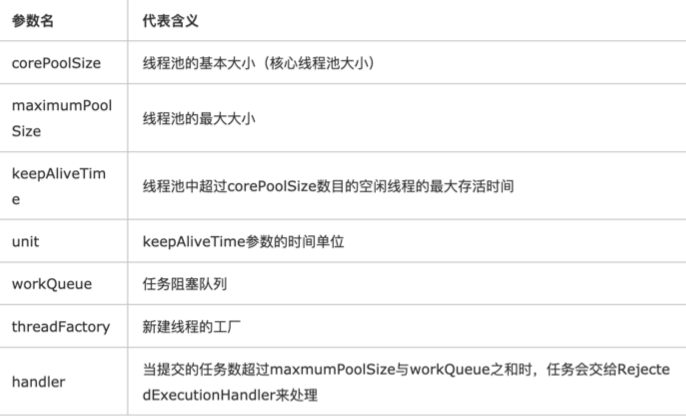 参数名 代表含义
corePoolSize 线程池的基本大小（核心线程池大小）
maximumPool
Size
线程池的最大大小
keepAliveTim
e
线程池中超过corePoolSize数目的空闲线程的最大存活时间
unit keepAliveTime参数的时间单位
workQueue 任务阻塞队列
threadFactory 新建线程的工厂
handler
当提交的任务数超过maxmumPoolSize与workQueue之和时，任务会交给Rejecte
dExecutionHandler来处理